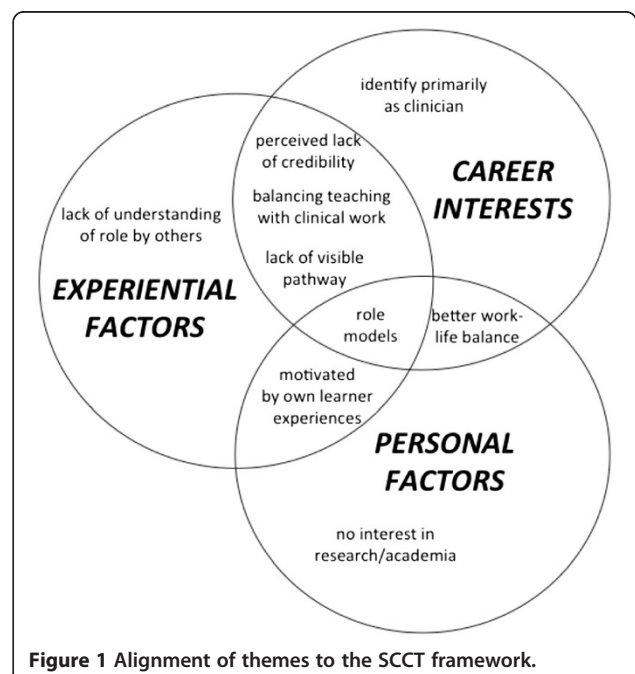 identify primarily
as clinician
perceived lack
of credibility
CAREER
INTERESTS
balancing teaching
with clinical work
lack of understanding
of role by others
lack of visible
pathway
EXPERIENTIAL
FACTORS
role
models
better work-
life balance
motivated
by own learner
experiences
PERSONAL
FACTORS
no interest in
research/academia
Figure 1 Alignment of themes to the SCCT framework.